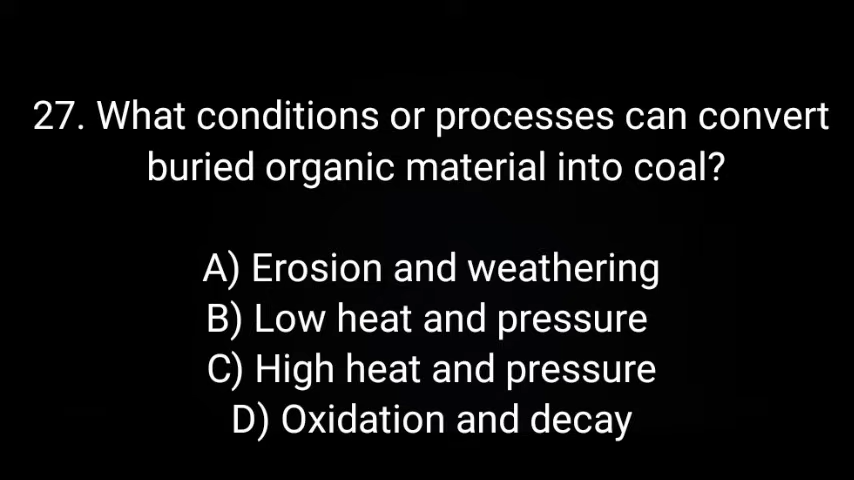 27. What conditions or processes can convert
buried organic material into coal?
A) Erosion and weathering
B) Low heat and pressure
C) High heat and pressure
D) Oxidation and decay